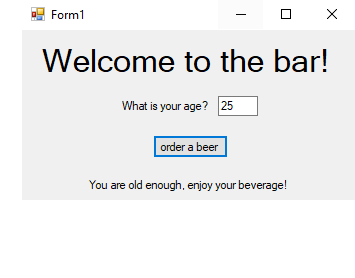 Form1
Welcome to the bar!
What is your age? 25
order a beer
You are old enough, enjoy your beverage!